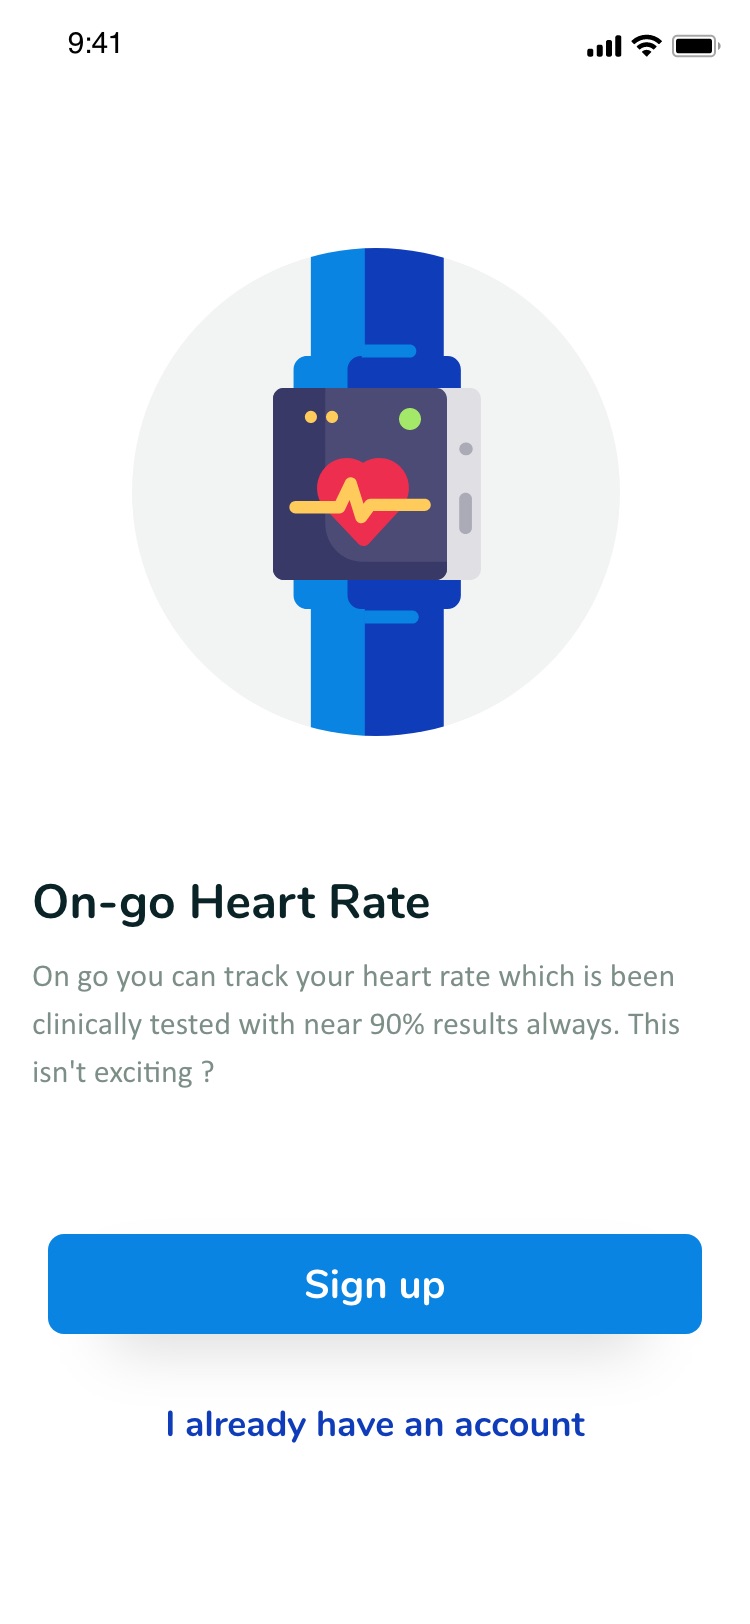 9:41
On-go Heart Rate
On go you can track your heart rate which is been
clinically tested with near 90% results always. This
isn't exciting ?
Sign up
I already have an account